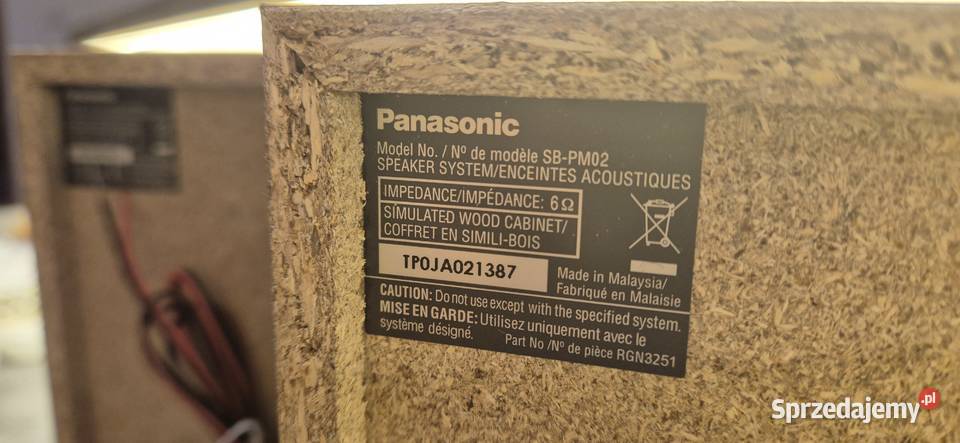 Panasonic
Model No. / Nº de modèle SB-PM02
SPEAKER SYSTEM/ENCEINTES ACOUSTIQUES
IMPEDANCE/IMPÉDANCE: 6Ω
SIMULATED WOOD CABINET/
COFFRET EN SIMILI-BOIS
TP0JA021387
Made in Malaysia/
Fabriqué en Malaisie
CAUTION: Do not use except with the specified system.
MISE EN GARDE: Utilisez uniquement avec le
système désigné.
Part No /Nº de pièce RGN3251
Sprzedajemy.pl